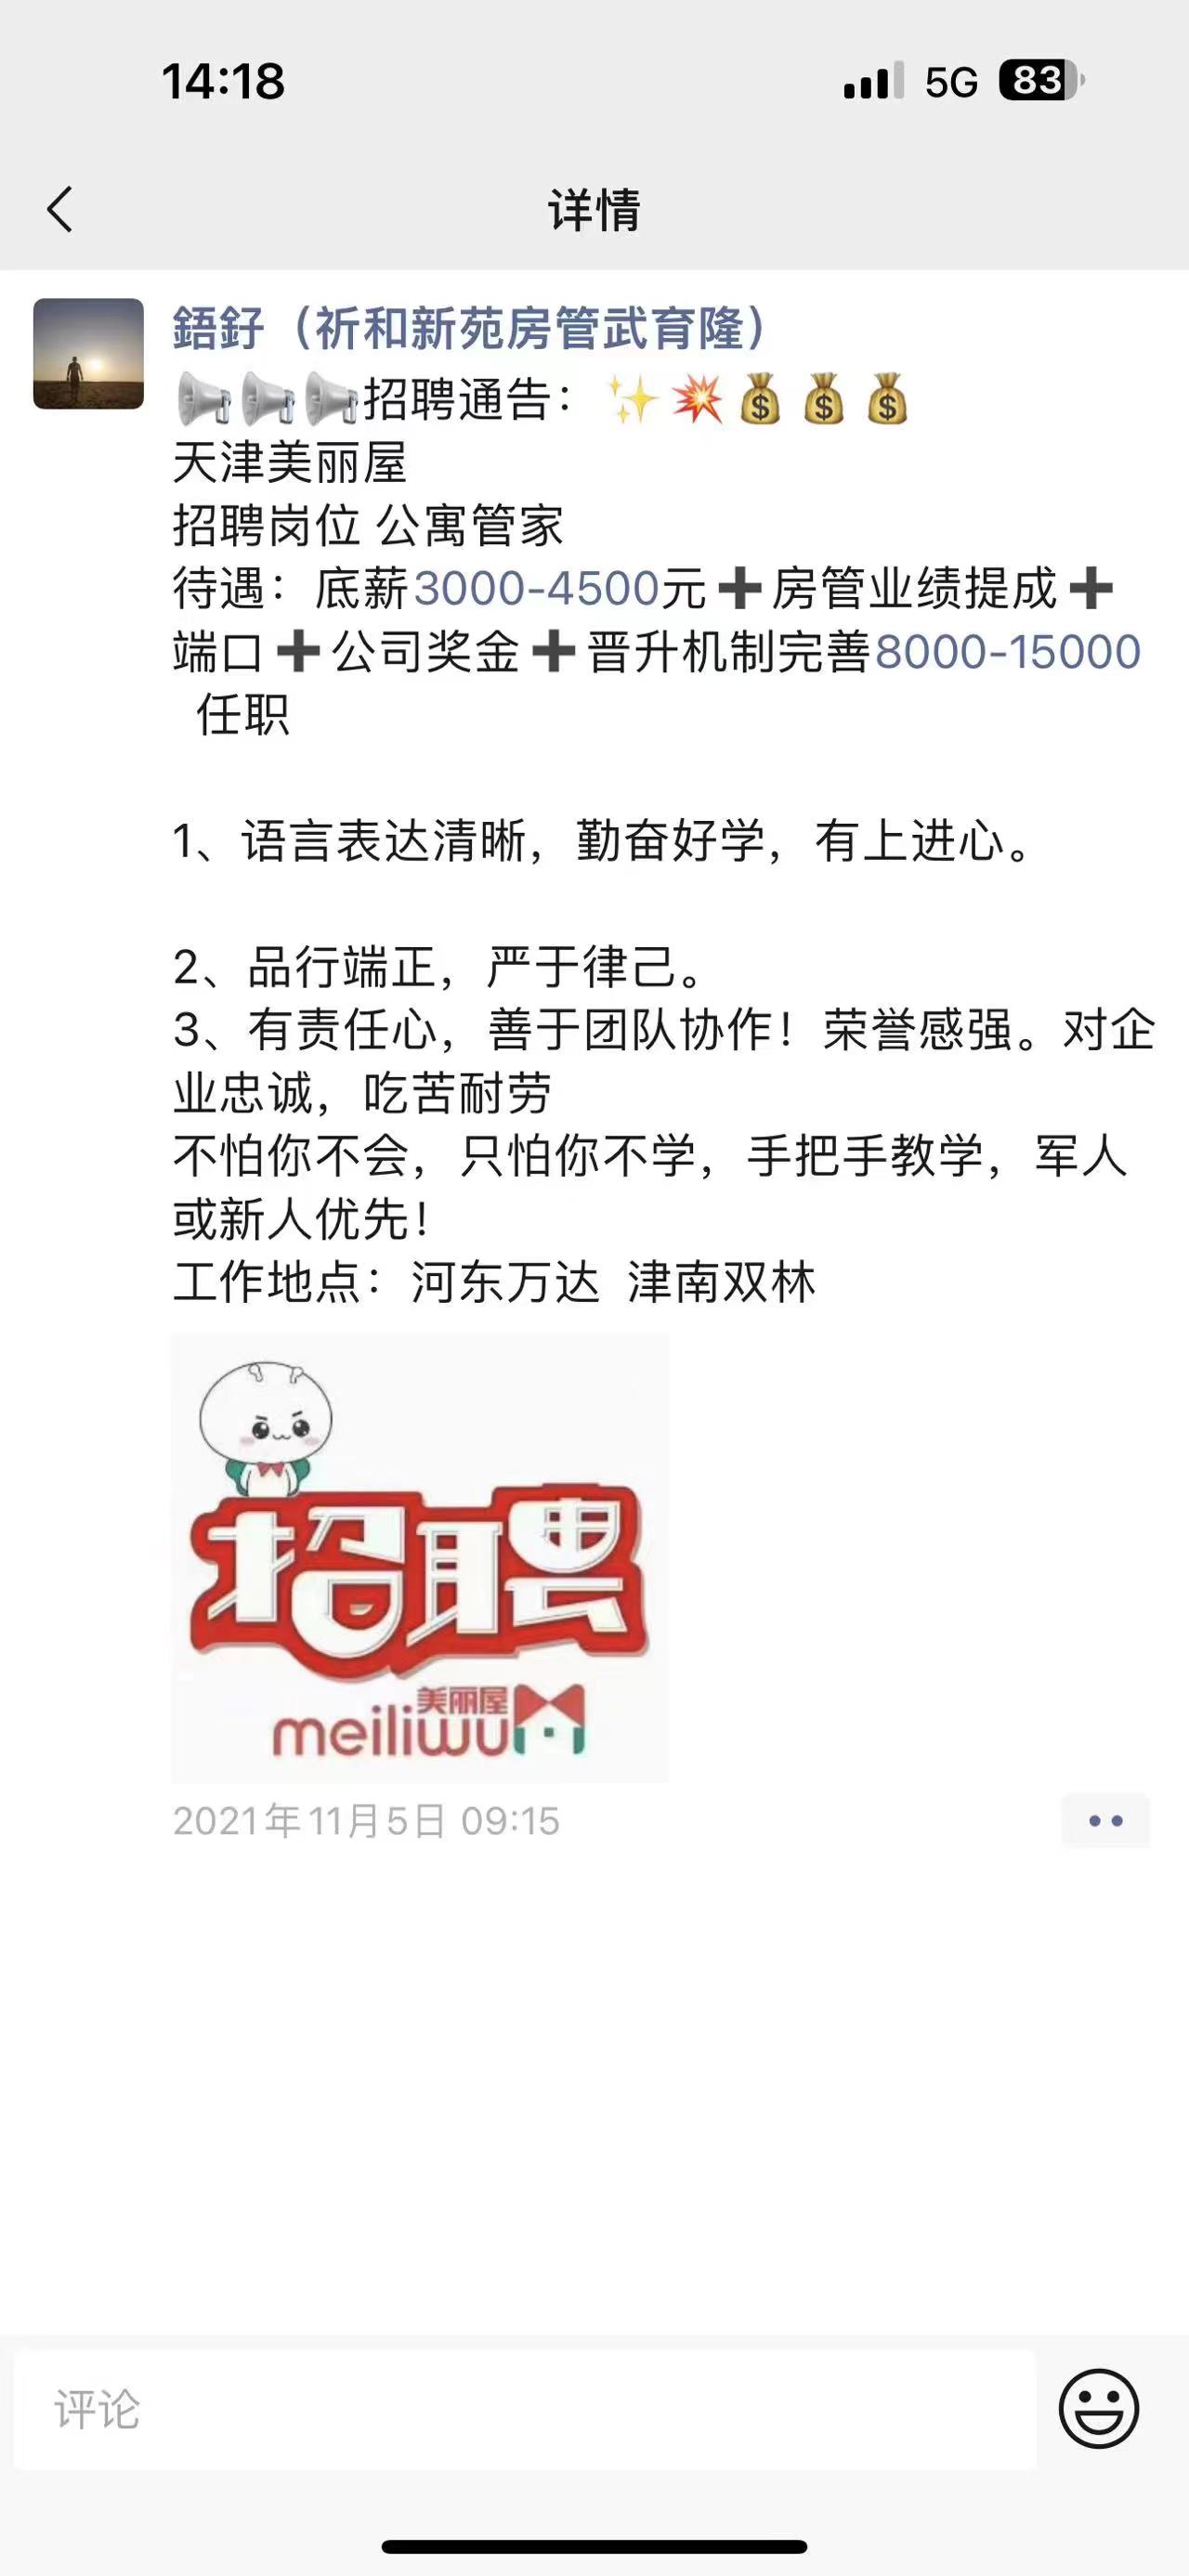 14:18
5G
83
详情
鋙釨（祈和新苑房管武育隆）
📢📢📢招聘通告：✨💥💰💰💰
天津美丽屋
招聘岗位 公寓管家
待遇：底薪3000-4500元➕房管业绩提成➕
端口➕公司奖金➕晋升机制完善8000-15000
任职
1、语言表达清晰，勤奋好学，有上进心。
2、品行端正，严于律己。
3、有责任心，善于团队协作！荣誉感强。对企
业忠诚，吃苦耐劳
不怕你不会，只怕你不学，手把手教学，军人
或新人优先！
工作地点：河东万达 津南双林
招聘
美丽屋
meiliwu
2021年11月5日 09:15
评论